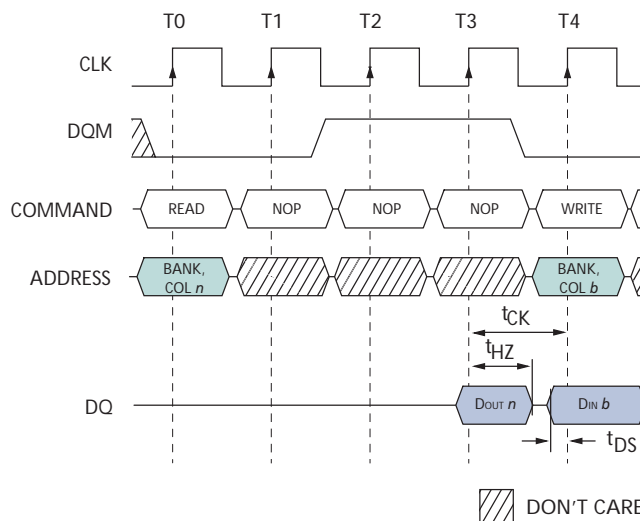 T0 T1 T2 T3 T4
CLK
DQM
COMMAND READ NOP NOP NOP WRITE
ADDRESS BANK, COL n BANK, COL b
tCK
tHZ
DQ DOUT n DIN b
tDS
DON'T CARE